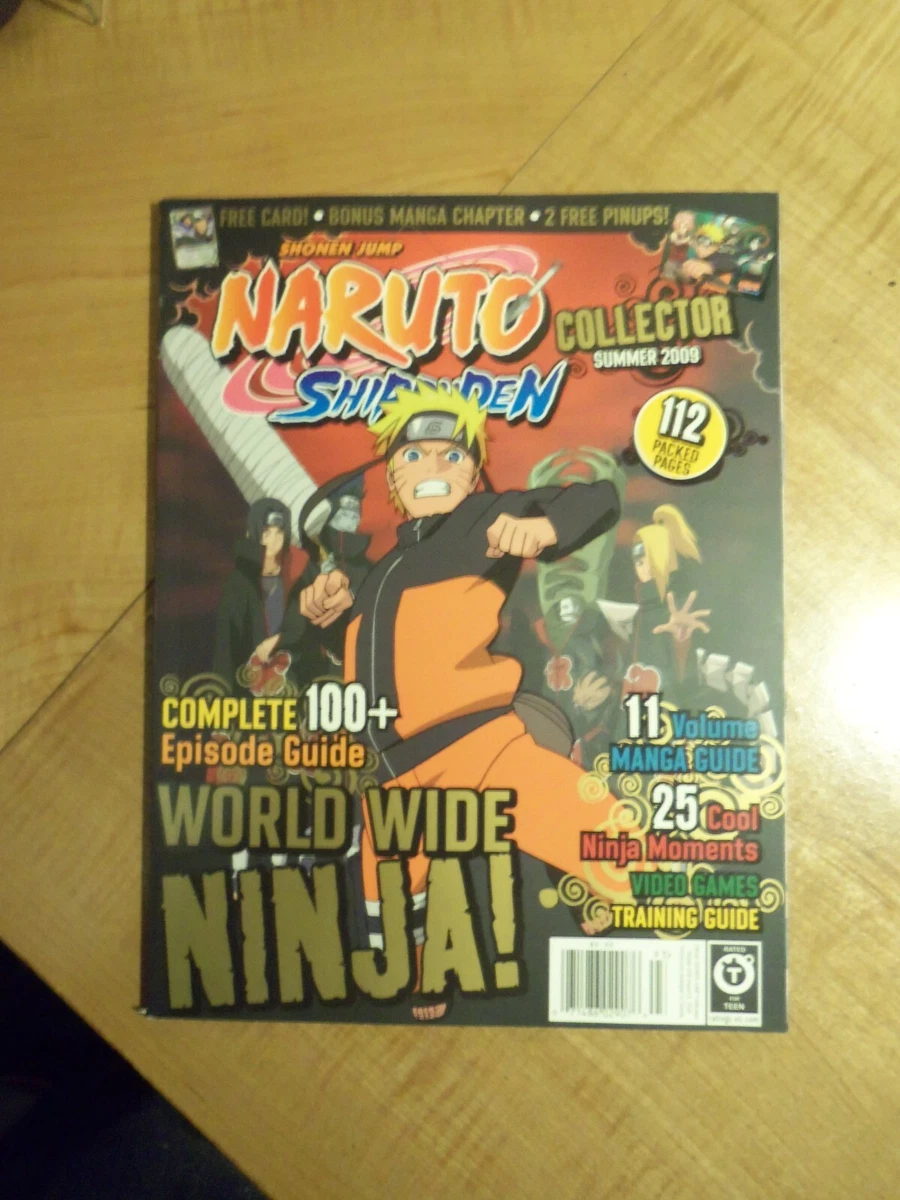 FREE CARD! • BONUS MANGA CHAPTER • 2 FREE PINUPS!
SHONEN JUMP
NARUTO
SHIPPUDEN
COLLECTOR
SUMMER 2009
112
PACKED
PAGES
COMPLETE 100+
Episode Guide
11 Volume
MANGA GUIDE
WORLD WIDE
NINJA!
25 Cool
Ninja Moments
VIDEO GAMES
TRAINING GUIDE
RATED
T
FOR
TEEN